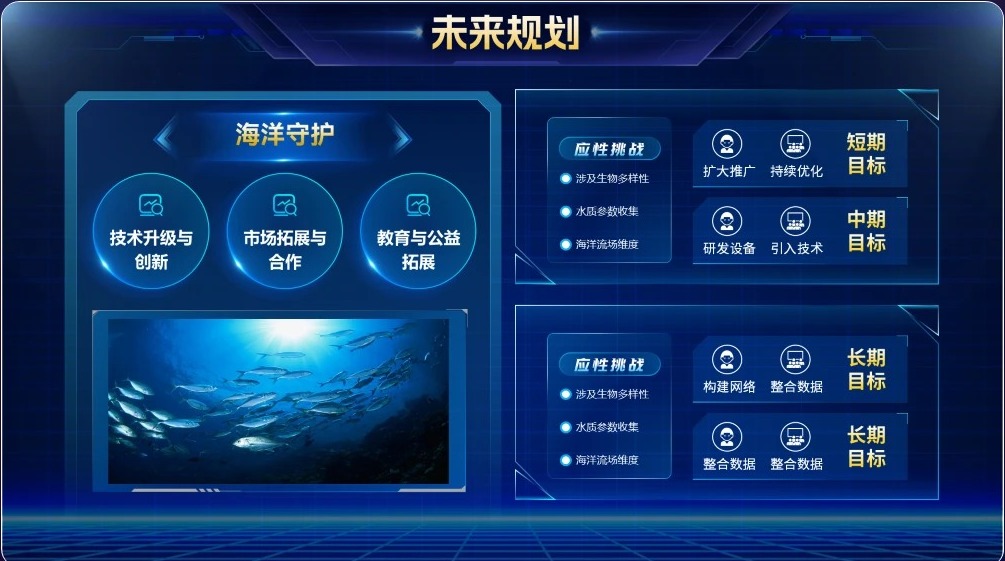 未来规划
海洋守护
技术升级与
创新
市场拓展与
合作
教育与公益
拓展
应性挑战
涉及生物多样性
水质参数收集
海洋流场维度
扩大推广
持续优化
短期
目标
研发设备
引入技术
中期
目标
应性挑战
涉及生物多样性
水质参数收集
海洋流场维度
构建网络
整合数据
长期
目标
整合数据
整合数据
长期
目标